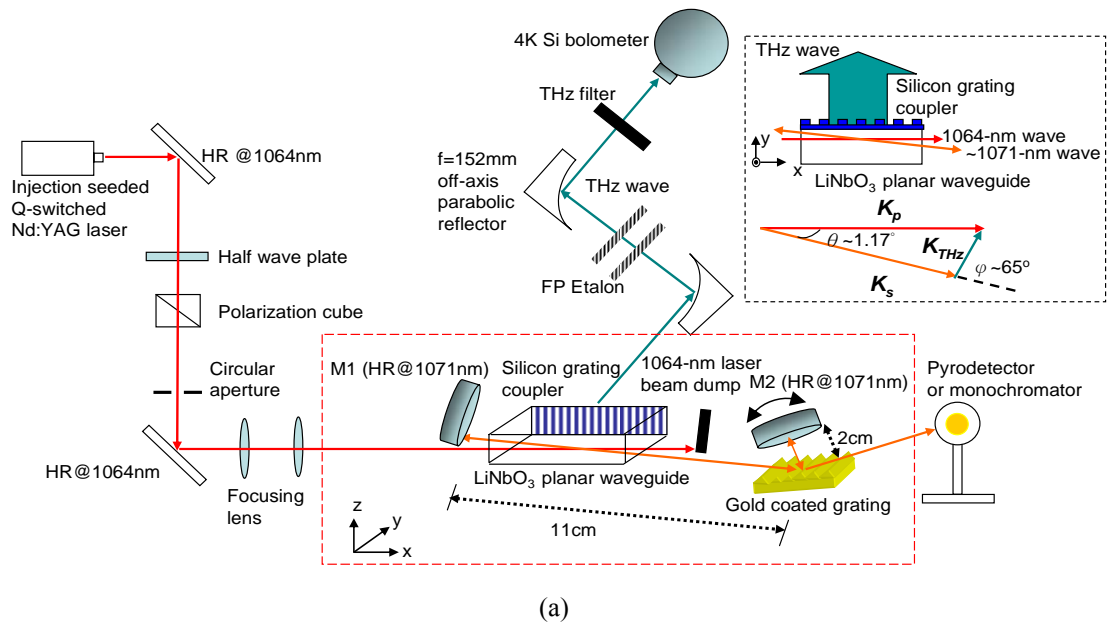 4K Si bolometer
THz filter
HR @1064nm
Injection seeded
Q-switched
Nd:YAG laser
f=152mm
off-axis
parabolic
reflector
THz wave
FP Etalon
Half wave plate
Polarization cube
Circular
aperture
HR@1064nm
Focusing
lens
THz wave
Silicon grating
coupler
1064-nm wave
~1071-nm wave
y
x
LiNbO3 planar waveguide
Kp
θ ~1.17°
KTHz
φ ~65º
Ks
M1 (HR@1071nm)
Silicon grating
coupler
1064-nm laser
beam dump
M2 (HR@1071nm)
2cm
LiNbO3 planar waveguide
Gold coated grating
11cm
z
y
x
Pyrodetector
or monochromator
(a)